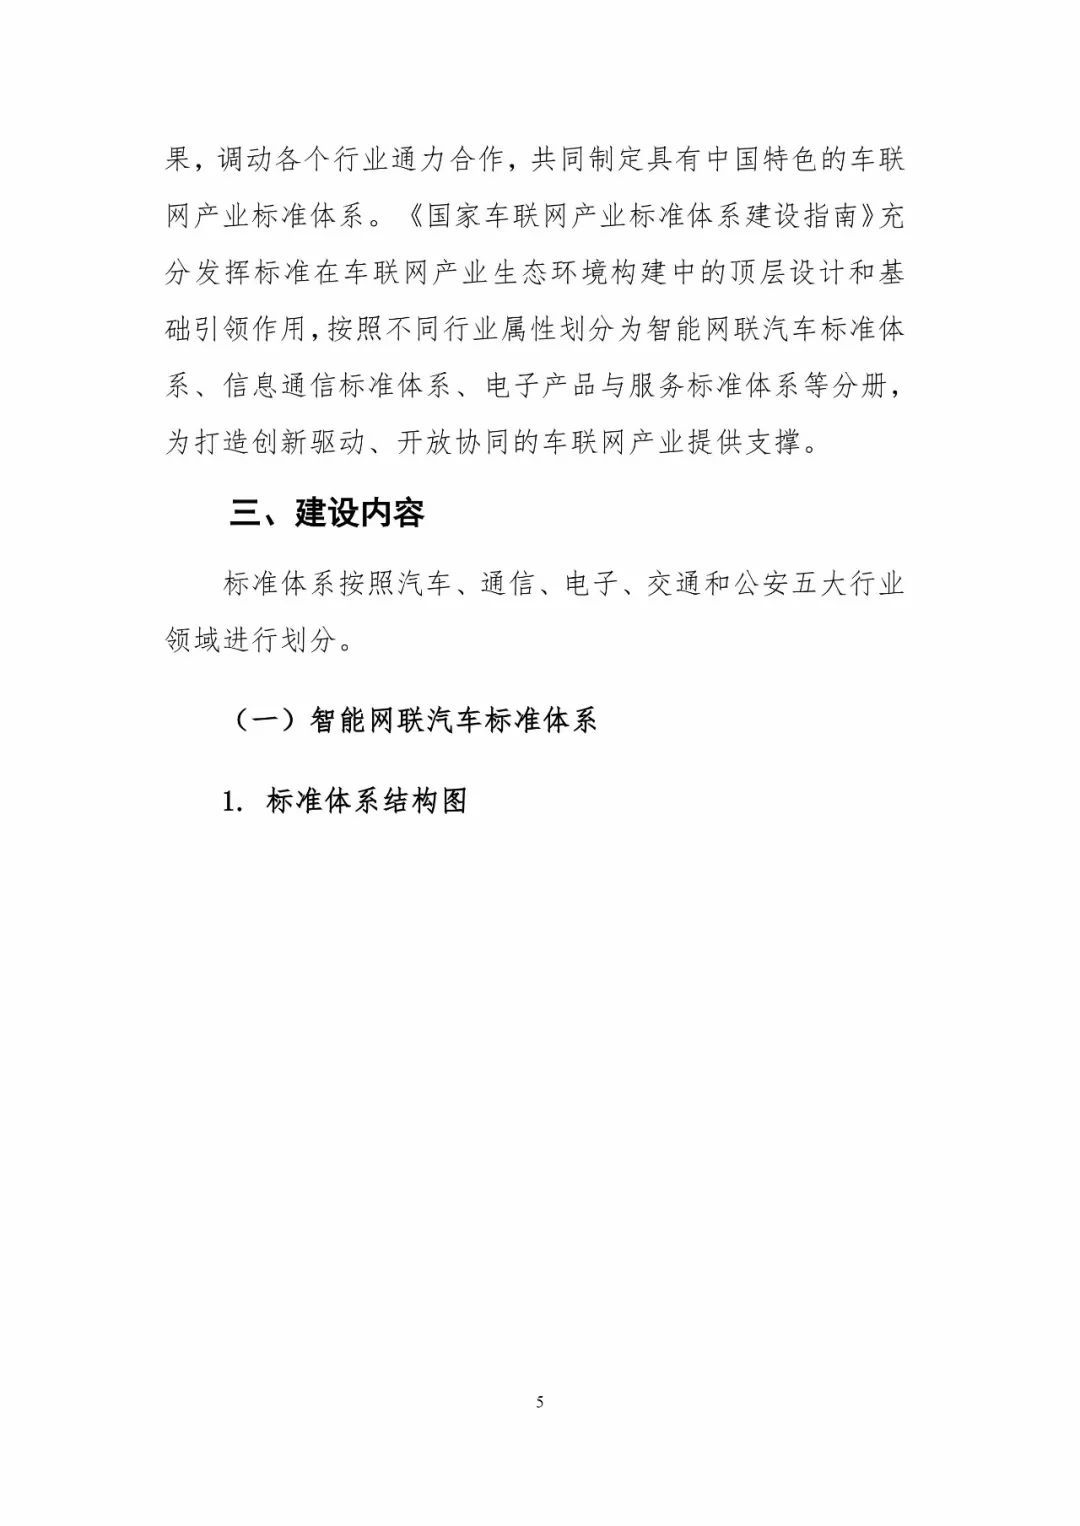 果，调动各个行业通力合作，共同制定具有中国特色的车联
网产业标准体系。《国家车联网产业标准体系建设指南》充
分发挥标准在车联网产业生态环境构建中的顶层设计和基
础引领作用，按照不同行业属性划分为智能网联汽车标准体
系、信息通信标准体系、电子产品与服务标准体系等分册，
为打造创新驱动、开放协同的车联网产业提供支撑。
三、建设内容
标准体系按照汽车、通信、电子、交通和公安五大行业
领域进行划分。
（一）智能网联汽车标准体系
1. 标准体系结构图
5